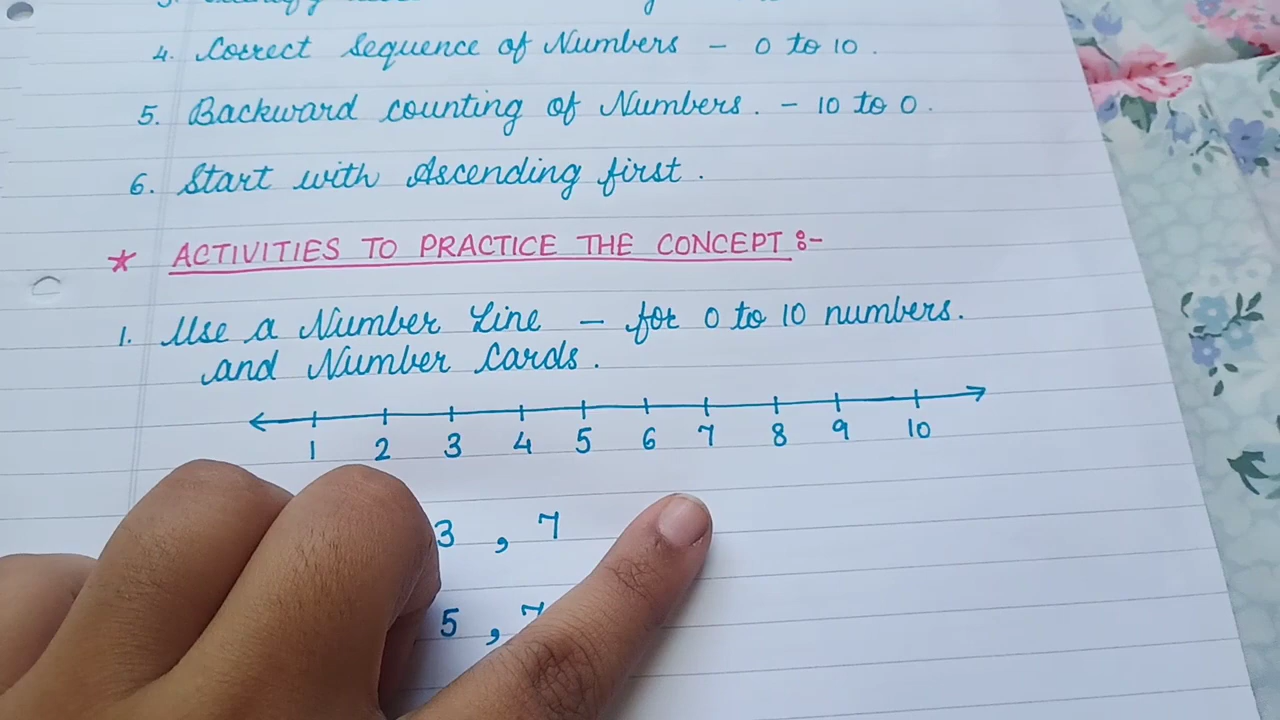 4. Correct Sequence of Numbers - 0 to 10.
5. Backward counting of Numbers. - 10 to 0.
6. Start with Ascending first.
* ACTIVITIES TO PRACTICE THE CONCEPT :-
1. Use a Number Line - for 0 to 10 numbers.
and Number Cards.
1 2 3 4 5 6 7 8 9 10
3 , 7
5 , 7